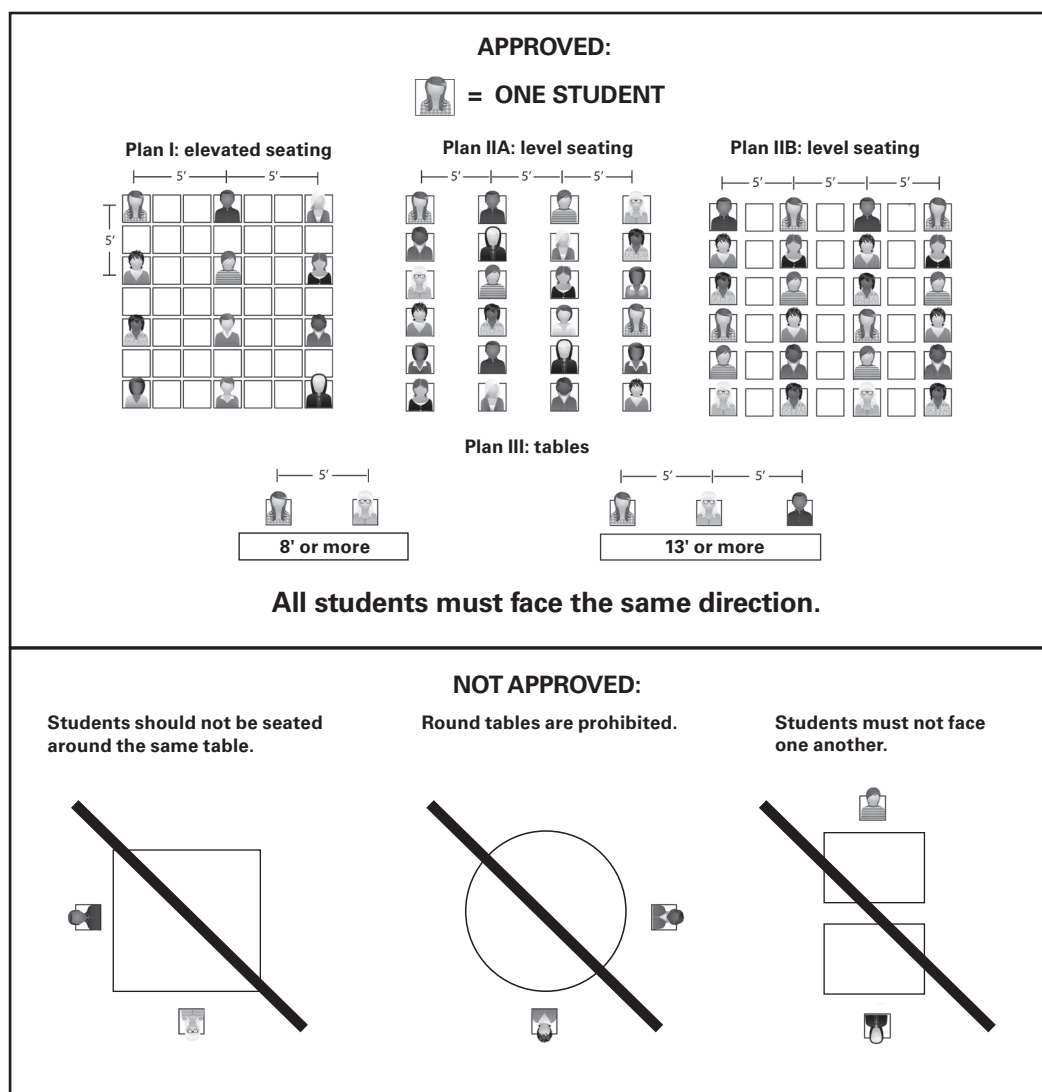 APPROVED:
= ONE STUDENT
Plan I: elevated seating
Plan IIA: level seating
Plan IIB: level seating
5’ 5’
5’ 5’ 5’
5’ 5’ 5’
5’
Plan III: tables
5’
5’ 5’
8' or more
13' or more
All students must face the same direction.
NOT APPROVED:
Students should not be seated
around the same table.
Round tables are prohibited.
Students must not face
one another.